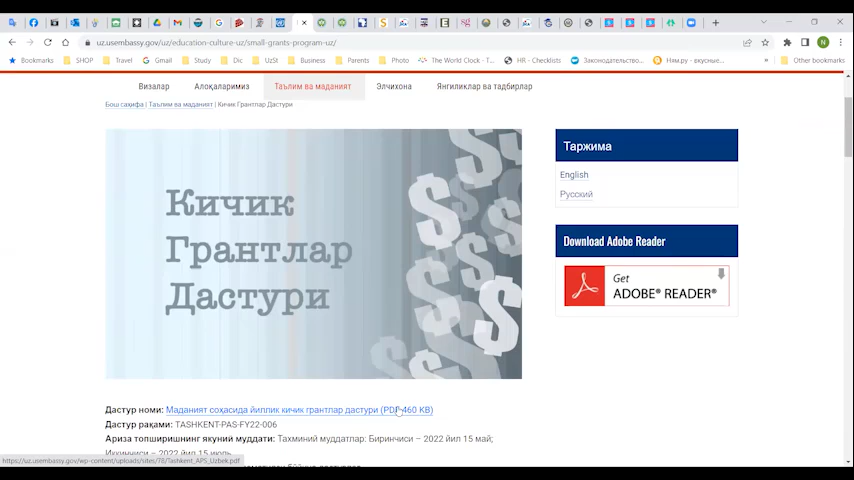 uz.usembassy.gov/uz/education-culture-uz/small-grants-program-uz/
Bookmarks SHOP Travel Gmail Study Dic UzSt Business Parents Photo The World Clock – T... HR - Checklists Законодательство... Ням.ру - вкусные... » Other bookmarks
Визалар Алоқаларимиз Таълим ва маданият Элчихона Янгиликлар ва тадбирлар
Бош саҳифа | Таълим ва маданият | Кичик Грантлар Дастури
Кичик
Грантлар
Дастури
Таржима
English
Русский
Download Adobe Reader
Get
ADOBE® READER®
Дастур номи: Маданият соҳасида йиллик кичик грантлар дастури (PDF-460 KB)
Дастур рақами: TASHKENT-PAS-FY22-006
Ариза топширишнинг якуний муддати: Тахминий муддатлар: Биринчиси – 2022 йил 15 май;
Иккинчиси – 2022 йил 15 июль
https://uz.usembassy.gov/wp-content/uploads/sites/78/Tashkent_APS_Uzbek.pdf